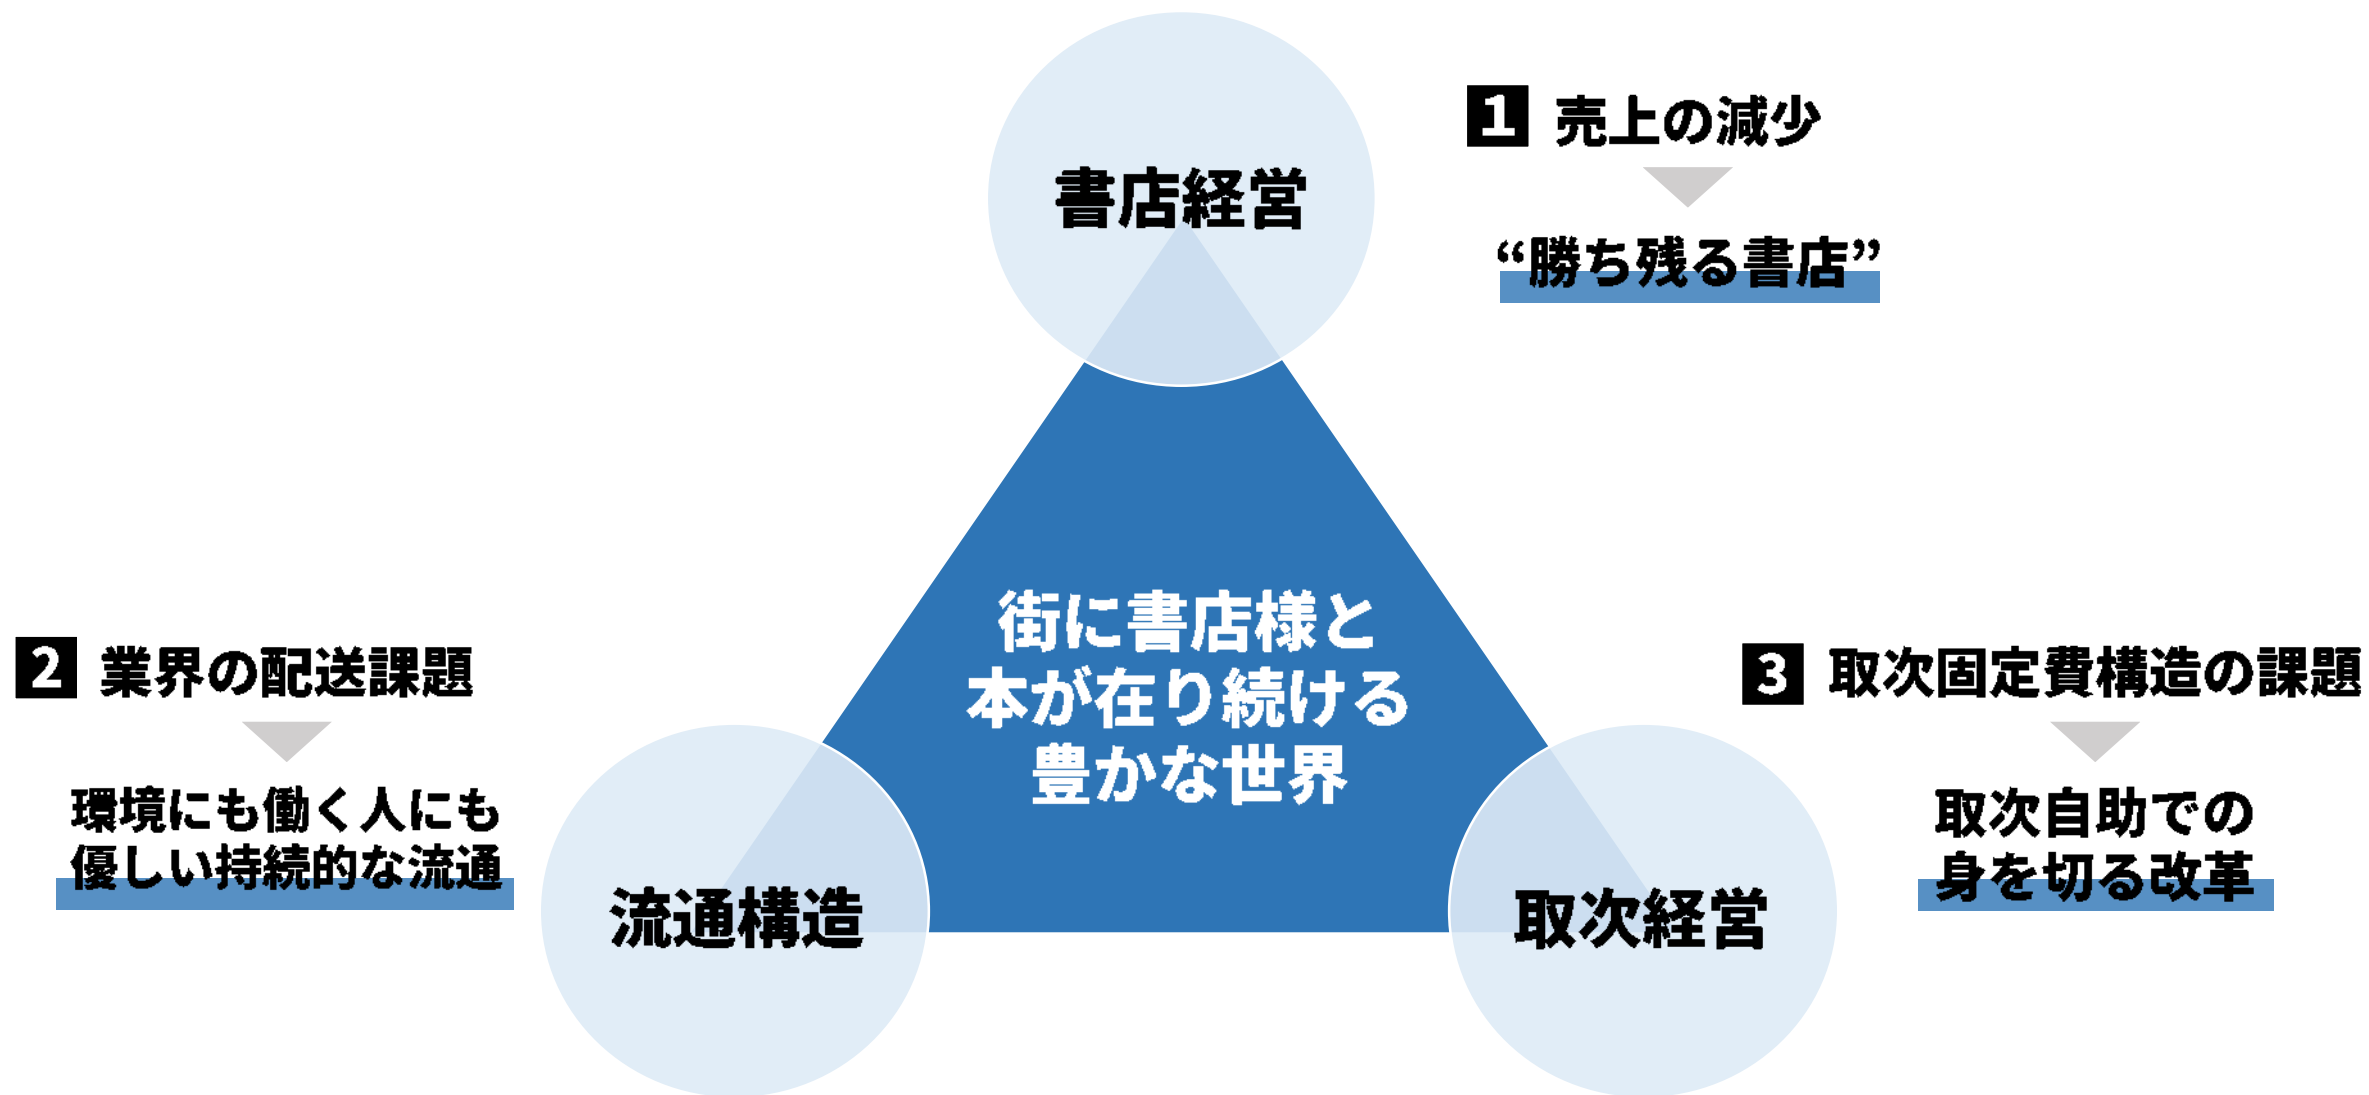 書店経営
1 売上の減少
“勝ち残る書店”
街に書店様と
本が在り続ける
豊かな世界
2 業界の配送課題
環境にも働く人にも
優しい持続的な流通
流通構造
3 取次固定費構造の課題
取次自助での
身を切る改革
取次経営